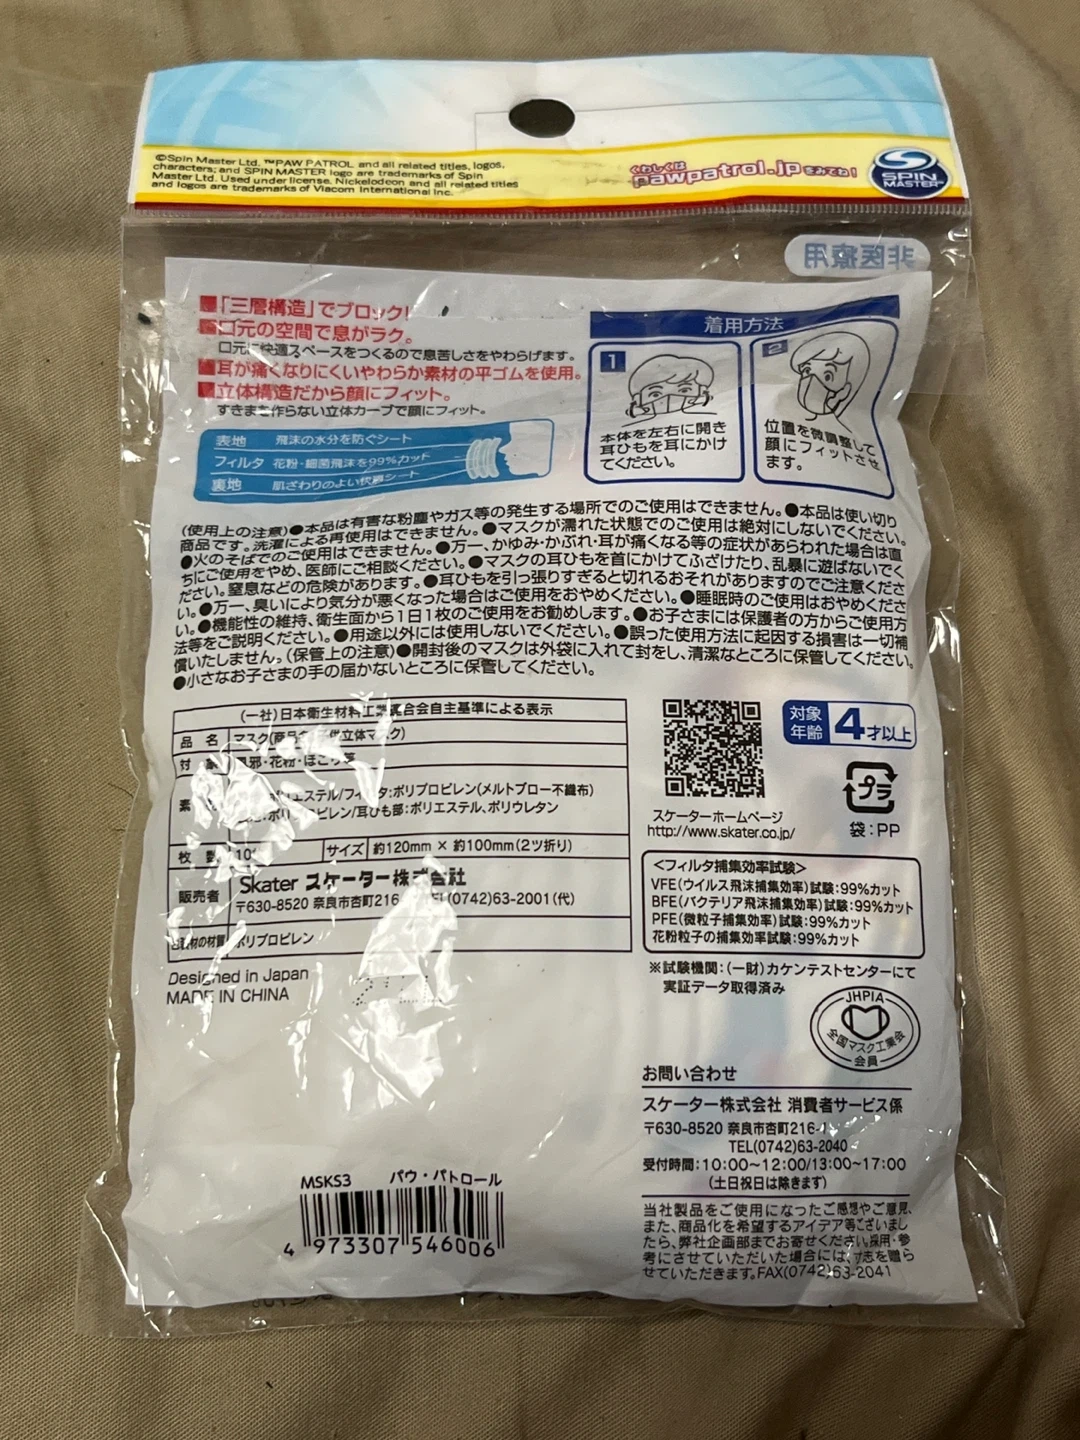 ©Spin Master Ltd. ™PAW PATROL and all related titles, logos,
characters; and SPIN MASTER logo are trademarks of Spin
Master Ltd. Used under license. Nickelodeon and all related titles
and logos are trademarks of Viacom International Inc.
くわしくは
pawpatrol.jp をみてね!
SPIN
MASTER™
非医療用
■「三層構造」でブロック!
■口元の空間で息がラク。
口元に快適スペースをつくるので息苦しさをやわらげます。
■耳が痛くなりにくいやわらか素材の平ゴムを使用。
■立体構造だから顔にフィット。
すきまを作らない立体カーブで顔にフィット。
表地 飛沫の水分を防ぐシート
フィルタ 花粉・細菌飛沫を99%カット
裏地 肌ざわりのよい快適シート
着用方法
1
本体を左右に開き
耳ひもを耳にかけ
てください。
2
位置を微調整して
顔にフィットさせ
ます。
(使用上の注意)●本品は有害な粉塵やガス等の発生する場所でのご使用はできません。●本品は使い切り
商品です。洗濯による再使用はできません。●マスクが濡れた状態でのご使用は絶対にしないでください。
●火のそばでのご使用はできません。●万一、かゆみ・かぶれ・耳が痛くなる等の症状があらわれた場合は直
ちにご使用をやめ、医師にご相談ください。●マスクの耳ひもを首にかけてふざけたり、乱暴に遊ばないでく
ださい。窒息などの危険があります。●耳ひもを引っ張りすぎると切れるおそれがありますのでご注意くださ
い。●万一、臭いにより気分が悪くなった場合はご使用をおやめください。●睡眠時のご使用はおやめくださ
い。●機能性の維持、衛生面から1日1枚のご使用をお勧めします。●お子さまには保護者の方からご使用方
法等をご説明ください。●用途以外には使用しないでください。●誤った使用方法に起因する損害は一切補
償いたしません。(保管上の注意)●開封後のマスクは外袋に入れて封をし、清潔なところに保管してください。
●小さなお子さまの手の届かないところに保管してください。
(一社)日本衛生材料工業連合会自主基準による表示
品 名 マスク(商品名:子供立体マスク)
対 象 風邪・花粉・ほこり等
素 ポリエステル/フィルタ:ポリプロピレン(メルトブロー不織布)
ポリプロピレン/耳ひも部:ポリエステル、ポリウレタン
枚 数 10 サイズ 約120mm × 約100mm(2ツ折り)
販売者 Skater スケーター株式会社
〒630-8520 奈良市杏町216 TEL(0742)63-2001(代)
包装材の材質 ポリプロピレン
Designed in Japan
MADE IN CHINA
スケーターホームページ
http://www.skater.co.jp/
対象
年齢 4才以上
プラ
袋:PP
<フィルタ捕集効率試験>
VFE(ウイルス飛沫捕集効率)試験:99%カット
BFE(バクテリア飛沫捕集効率)試験:99%カット
PFE(微粒子捕集効率)試験:99%カット
花粉粒子の捕集効率試験:99%カット
※試験機関:(一財)カケンテストセンターにて
実証データ取得済み
JHPIA
全国マスク工業会
会員
お問い合わせ
スケーター株式会社 消費者サービス係
〒630-8520 奈良市杏町216-1
TEL(0742)63-2040
受付時間:10:00~12:00/13:00~17:00
(土日祝日は除きます)
当社製品をご使用になったご感想やご意見、
また、商品化を希望するアイデア等ございまし
たら、弊社企画部までお寄せください。採用・参
考にさせていただいた場合には、寸志を贈ら
せていただきます。FAX(0742)63-2041
MSKS3 パウ・パトロール
4 973307 546006